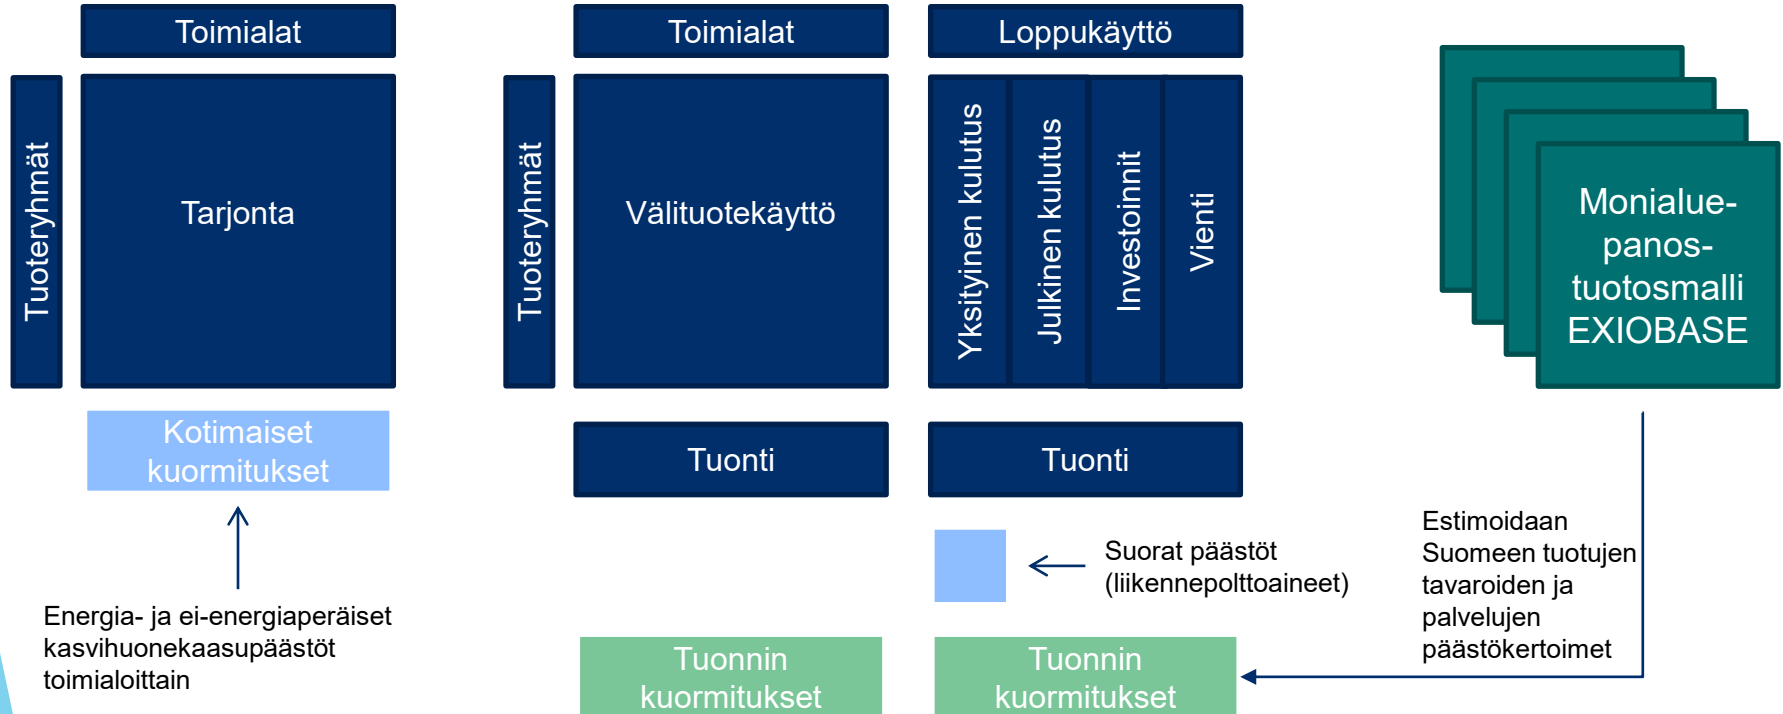 Toimialat
Tuoteryhmät
Tarjonta
Kotimaiset
kuormitukset
Energia- ja ei-energiaperäiset
kasvihuonekaasupäästöt
toimialoittain
Toimialat
Tuoteryhmät
Välituotekäyttö
Tuonti
Tuonnin
kuormitukset
Loppukäyttö
Yksityinen kulutus
Julkinen kulutus
Investoinnit
Vienti
Tuonti
Suorat päästöt
(liikennepolttoaineet)
Tuonnin
kuormitukset
Monialue-
panos-
tuotosmalli
EXIOBASE
Estimoidaan
Suomeen tuotujen
tavaroiden ja
palvelujen
päästökertoimet